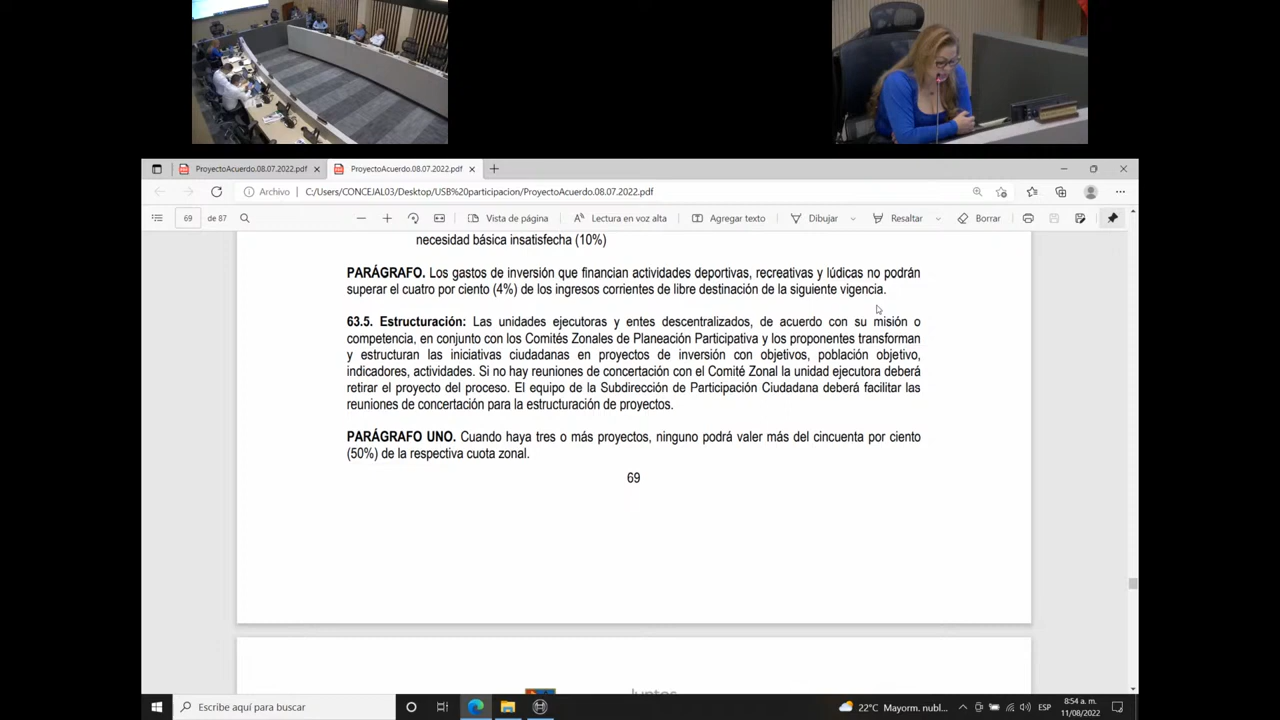 ProyectoAcuerdo.08.07.2022.pdf
ProyectoAcuerdo.08.07.2022.pdf
Archivo
C:/Users/CONCEJAL03/Desktop/USB%20participacion/ProyectoAcuerdo.08.07.2022.pdf
69 de 87
Vista de página
Lectura en voz alta
Agregar texto
Dibujar
Resaltar
Borrar
necesidad básica insatisfecha (10%)
PARÁGRAFO. Los gastos de inversión que financian actividades deportivas, recreativas y lúdicas no podrán
superar el cuatro por ciento (4%) de los ingresos corrientes de libre destinación de la siguiente vigencia.
63.5. Estructuración: Las unidades ejecutoras y entes descentralizados, de acuerdo con su misión o
competencia, en conjunto con los Comités Zonales de Planeación Participativa y los proponentes transforman
y estructuran las iniciativas ciudadanas en proyectos de inversión con objetivos, población objetivo,
indicadores, actividades. Si no hay reuniones de concertación con el Comité Zonal la unidad ejecutora deberá
retirar el proyecto del proceso. El equipo de la Subdirección de Participación Ciudadana deberá facilitar las
reuniones de concertación para la estructuración de proyectos.
PARÁGRAFO UNO. Cuando haya tres o más proyectos, ninguno podrá valer más del cincuenta por ciento
(50%) de la respectiva cuota zonal.
69
Juntos
Escribe aquí para buscar
22°C Mayorm. nubl...
ESP
8:54 a. m.
11/08/2022